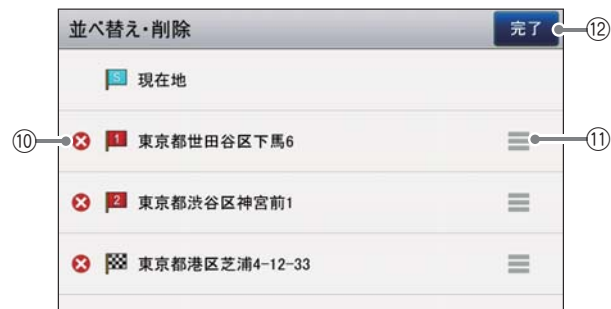 並べ替え・削除 完了 ⑫
S 現在地
⑩ 1 東京都世田谷区下馬6 ⑪
2 東京都渋谷区神宮前1
東京都港区芝浦4-12-33